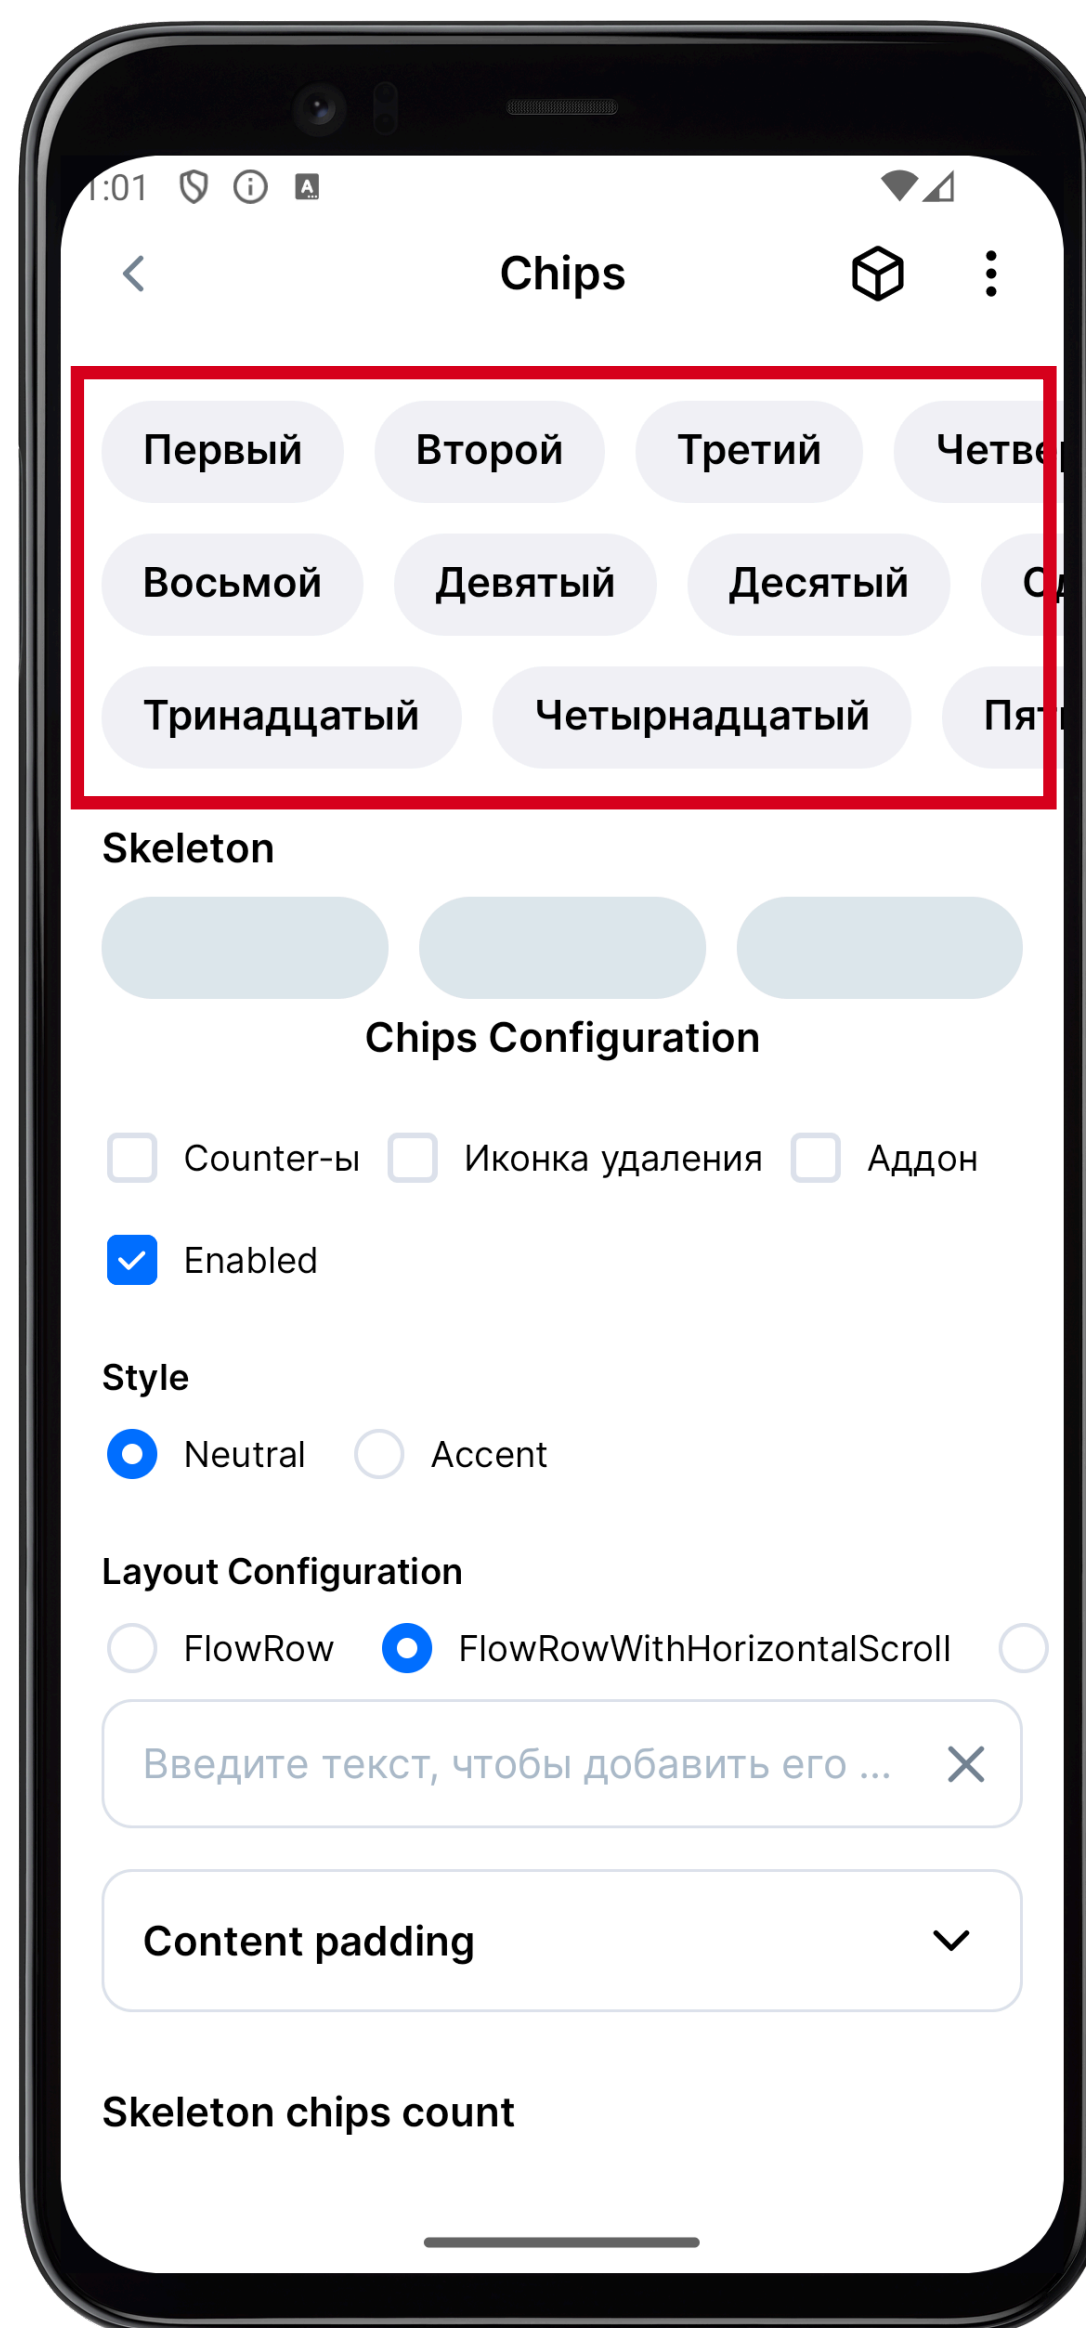 1:01
Chips
Первый Второй Третий
Восьмой Девятый Десятый
Тринадцатый Четырнадцатый
Skeleton
Chips Configuration
Counter-ы Иконка удаления Аддон
Enabled
Style
Neutral Accent
Layout Configuration
FlowRow FlowRowWithHorizontalScroll
Введите текст, чтобы добавить его ...
Content padding
Skeleton chips count